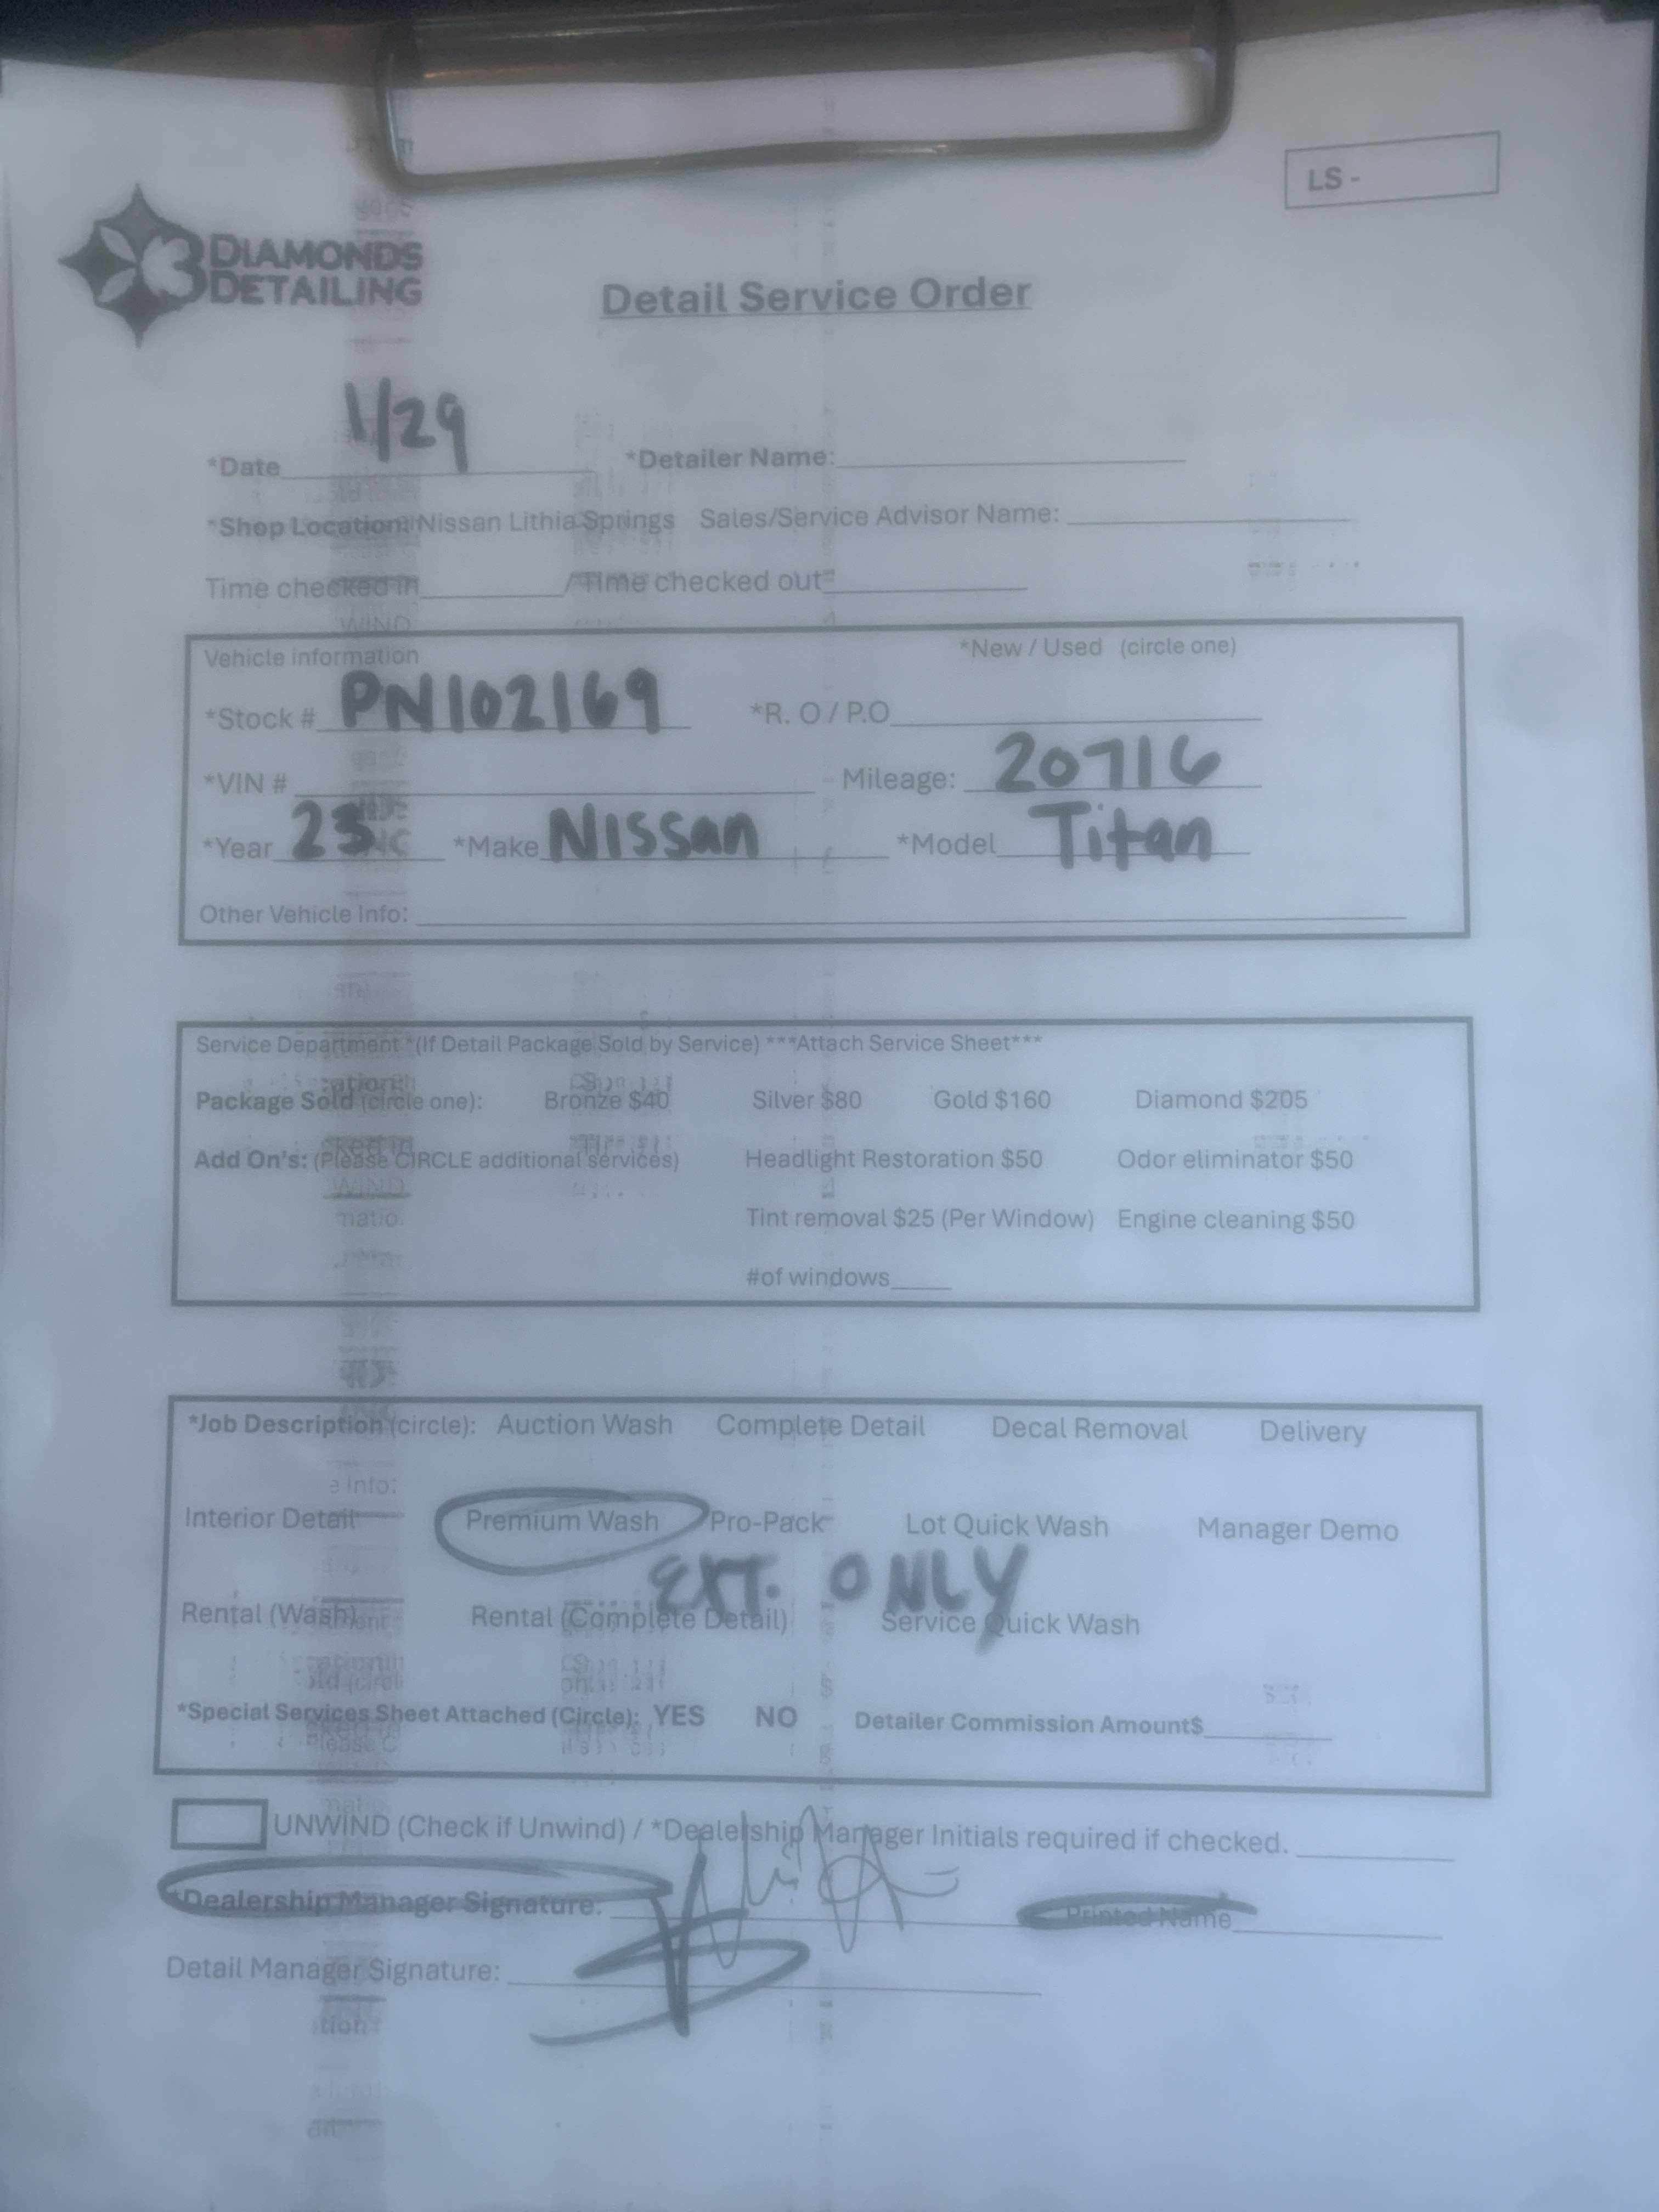 LS -
3 DIAMONDS
DETAILING
Detail Service Order
*Date 1/29 *Detailer Name:
*Shop Location: Nissan Lithia Springs Sales/Service Advisor Name:
Time checked in / Time checked out
Vehicle information *New / Used (circle one)
*Stock # PN102169 *R. O / P.O
*VIN # Mileage: 20716
*Year 23 *Make Nissan *Model Titan
Other Vehicle Info:
Service Department *(If Detail Package Sold by Service) ***Attach Service Sheet***
Package Sold (circle one): Bronze $40 Silver $80 Gold $160 Diamond $205
Add On's: (Please CIRCLE additional services) Headlight Restoration $50 Odor eliminator $50
Tint removal $25 (Per Window) Engine cleaning $50
#of windows
*Job Description (circle): Auction Wash Complete Detail Decal Removal Delivery
Interior Detail Premium Wash Pro-Pack Lot Quick Wash Manager Demo
EXT. ONLY
Rental (Wash) Rental (Complete Detail) Service Quick Wash
*Special Services Sheet Attached (Circle): YES NO Detailer Commission Amount$
UNWIND (Check if Unwind) / *Dealership Manager Initials required if checked.
*Dealership Manager Signature: Printed Name
Detail Manager Signature: